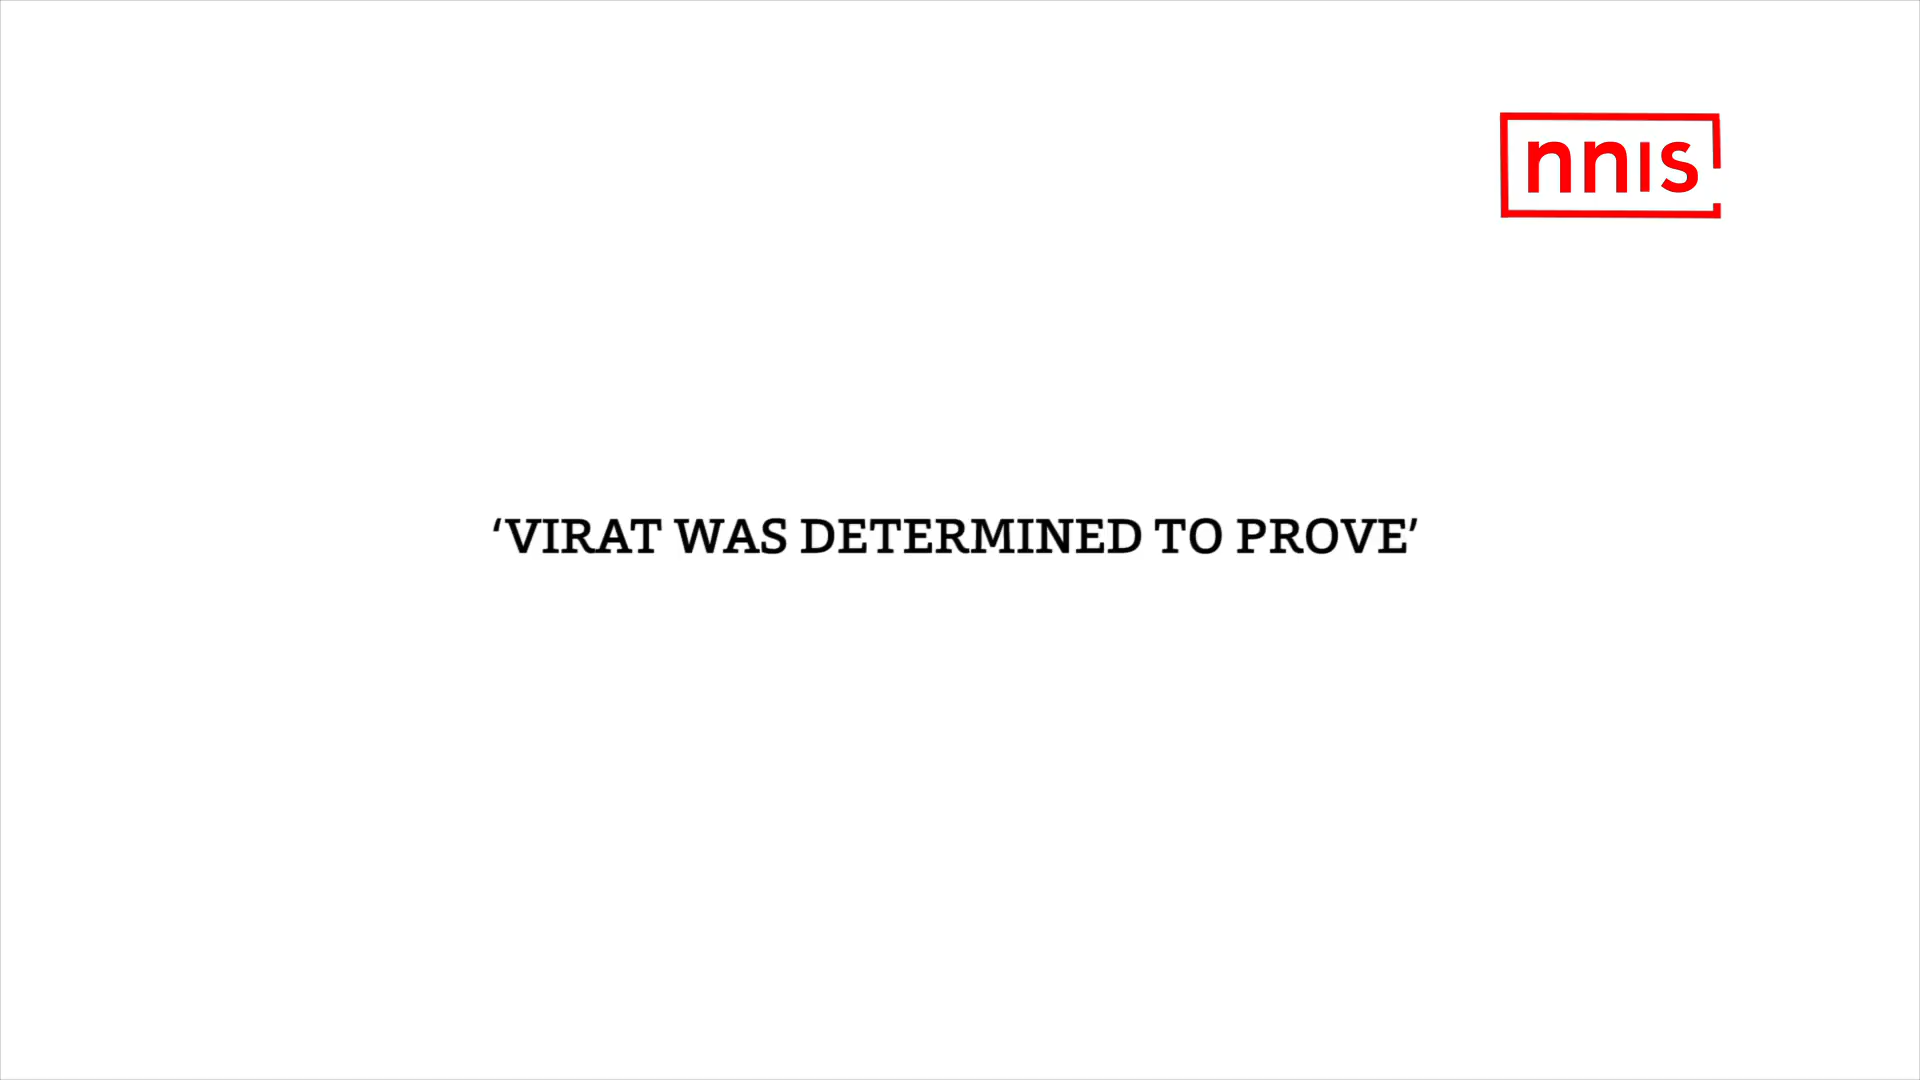 nnis
‘VIRAT WAS DETERMINED TO PROVE’